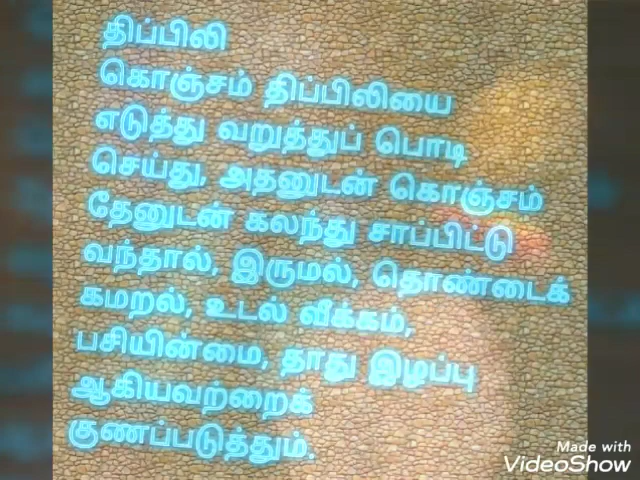 திப்பிலி
கொஞ்சம் திப்பிலியை
எடுத்து வறுத்துப் பொடி
செய்து, அதனுடன் கொஞ்சம்
தேனுடன் கலந்து சாப்பிட்டு
வந்தால், இருமல், தொண்டைக்
கமறல், உடல் வீக்கம்,
பசியின்மை, தாது இழப்பு
ஆகியவற்றைக்
குணப்படுத்தும்.
Made with
VideoShow